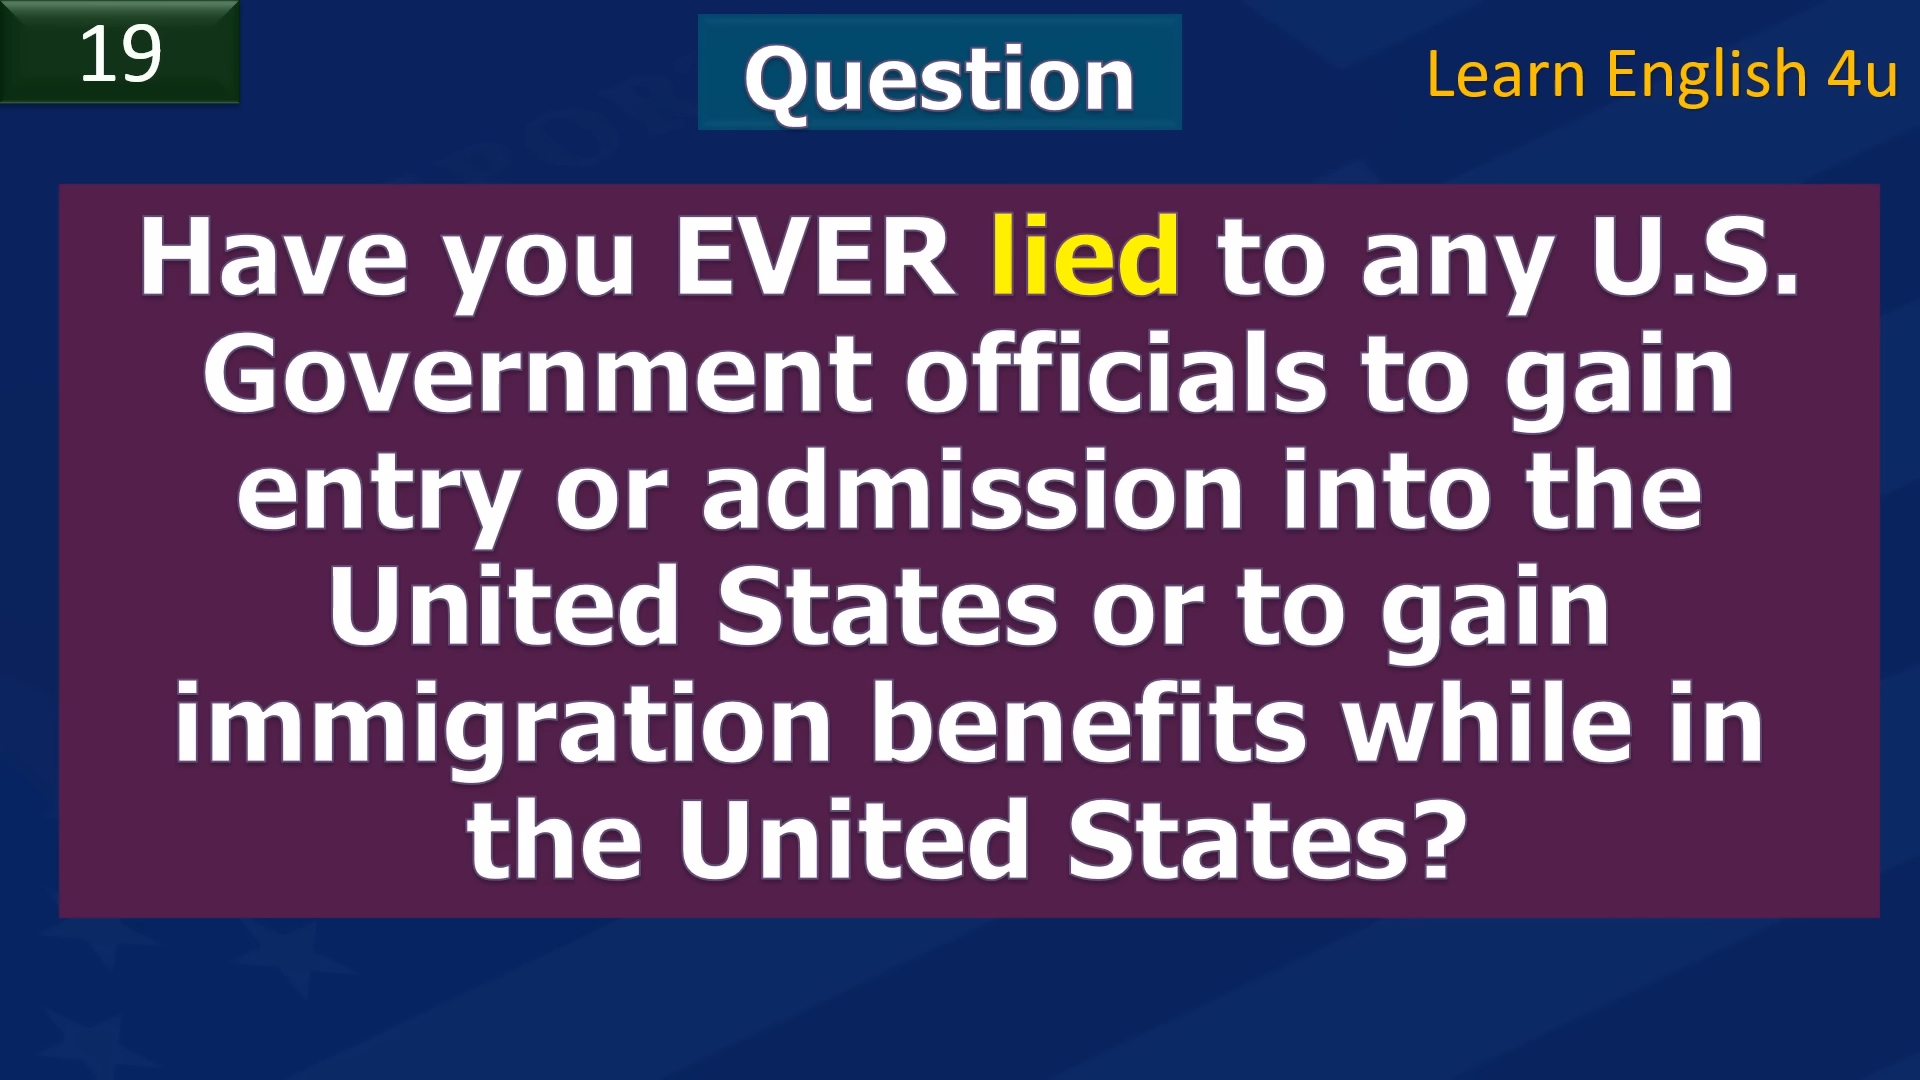 19
Question
Learn English 4u
Have you EVER lied to any U.S.
Government officials to gain
entry or admission into the
United States or to gain
immigration benefits while in
the United States?